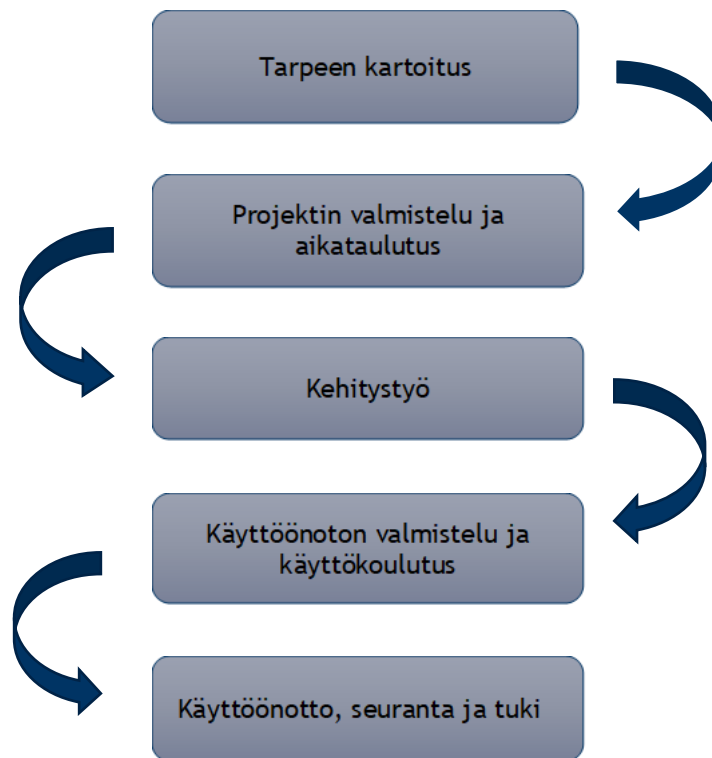 Tarpeen kartoitus
Projektin valmistelu ja
aikataulutus
Kehitystyö
Käyttöönoton valmistelu ja
käyttökoulutus
Käyttöönotto, seuranta ja tuki